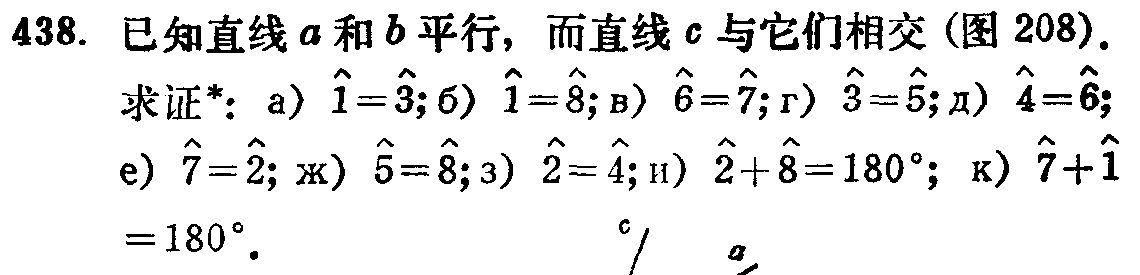 438. 已知直线 a 和 b 平行，而直线 c 与它们相交 (图 208).
求证*: а) 1̂=3̂; б) 1̂=8̂; в) 6̂=7̂; г) 3̂=5̂; д) 4̂=6̂;
е) 7̂=2̂; ж) 5̂=8̂; з) 2̂=4̂; и) 2̂+8̂=180°; к) 7̂+1̂
=180°.
c a